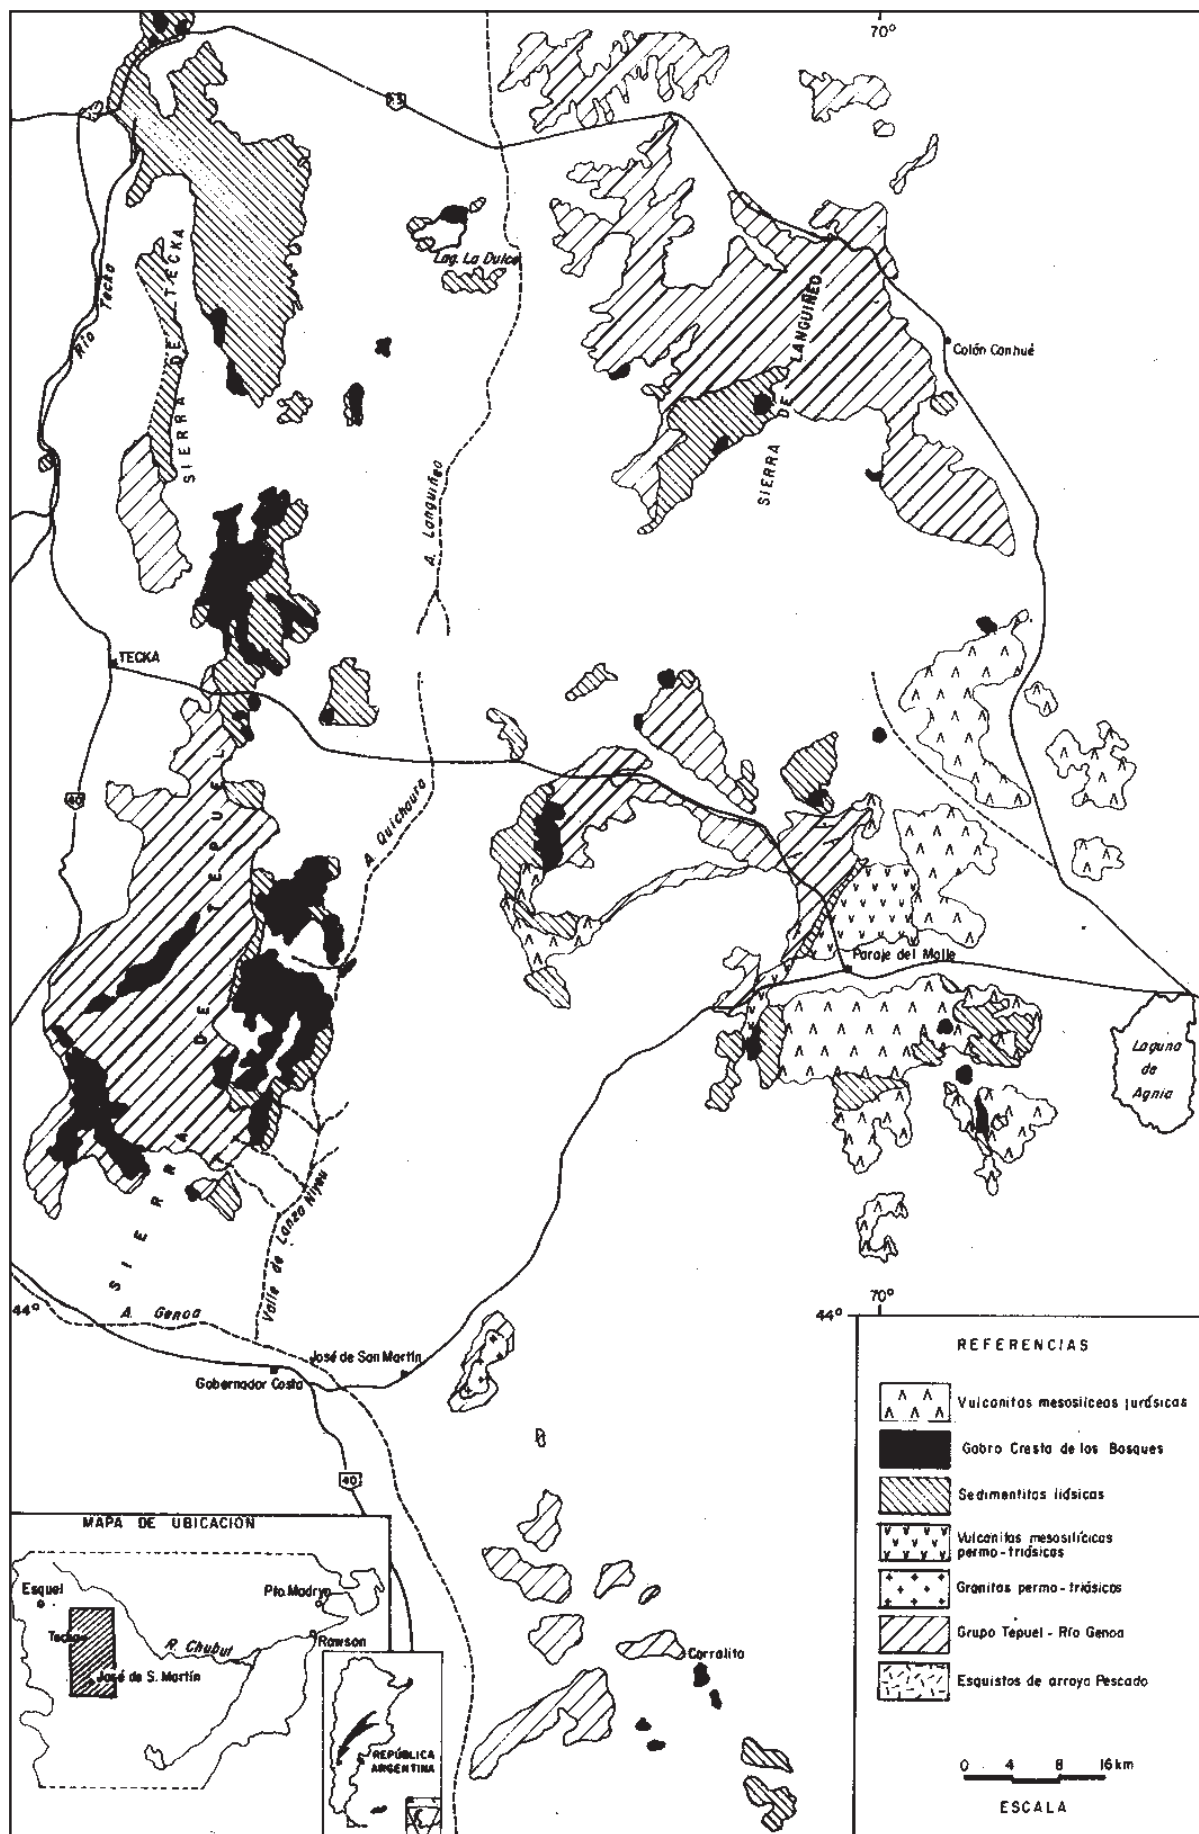 70°
25
Río Tecka
SIERRA DE TECKA
Lag. La Dulce
SIERRA DE LANGUIÑEO
Colán Conhué
A. Languiñeo
TECKA
40
A Quichaura
SIERRA DE TEPUEL
Paraje del Molle
Laguna
de
Agnia
Valle de Lanza Niyeu
44°
A. Genoa
44°
70°
José de San Martín
Gobernador Costa
40
Corralito
REFERENCIAS
Vulcanitas mesosilíceas jurásicas
Gabro Cresta de los Bosques
Sedimentitas liásicas
Vulcanitas mesosilícicas
permo-triásicas
Granitos permo-triásicos
Grupo Tepuel - Río Genoa
Esquistos de arroyo Pescado
0 4 8 16 km
ESCALA
MAPA DE UBICACION
Esquel
Pto. Madryn
Tecka
R. Chubut
Rawson
José de S. Martín
REPÚBLICA
ARGENTINA